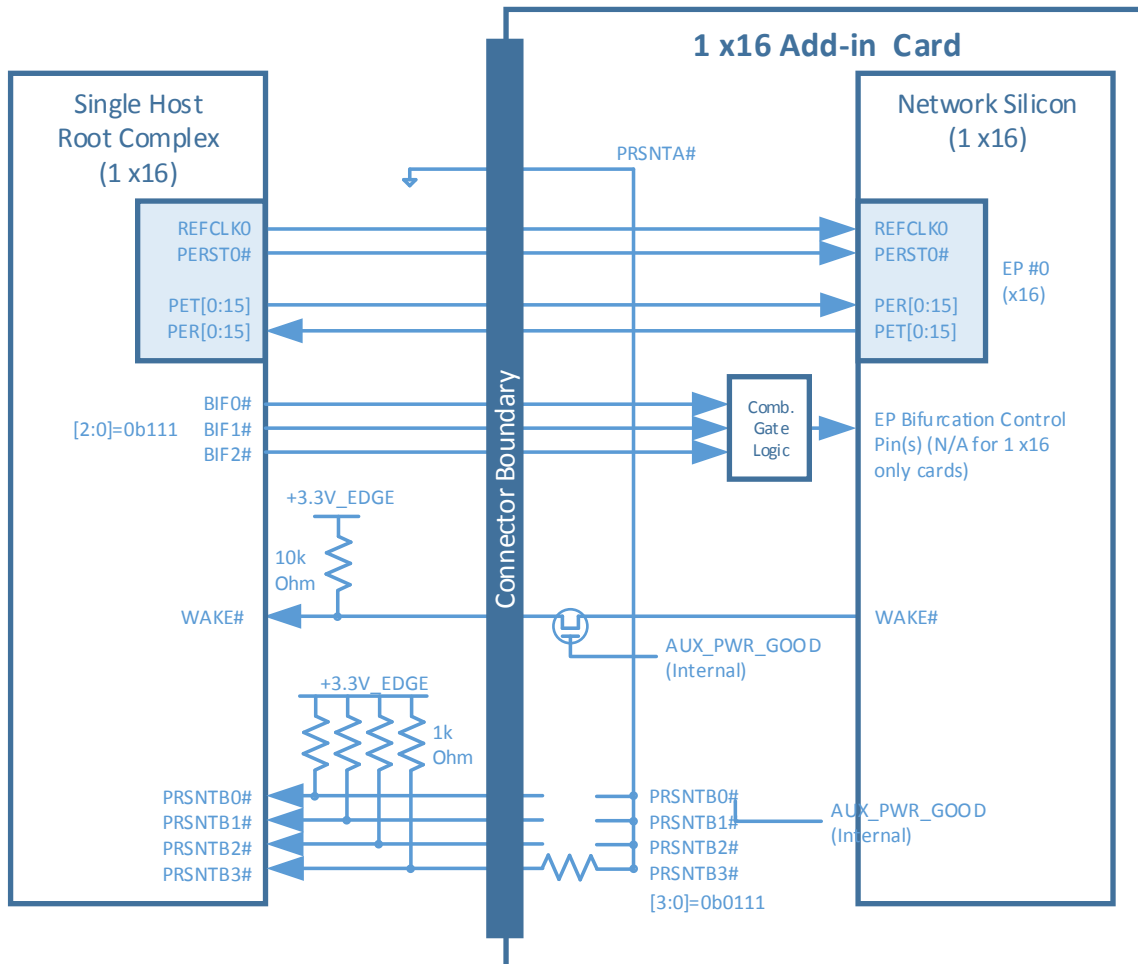 1 x16 Add-in Card
Single Host
Root Complex
(1 x16)
Network Silicon
(1 x16)
PRSNTA#
REFCLK0
PERST0#
PET[0:15]
PER[0:15]
REFCLK0
PERST0#
PER[0:15]
PET[0:15]
EP #0
(x16)
Connector Boundary
BIF0#
[2:0]=0b111 BIF1#
BIF2#
Comb.
Gate
Logic
EP Bifurcation Control
Pin(s) (N/A for 1 x16
only cards)
+3.3V_EDGE
10k
Ohm
WAKE#
WAKE#
AUX_PWR_GOOD
(Internal)
+3.3V_EDGE
1k
Ohm
PRSNTB0#
PRSNTB1#
PRSNTB2#
PRSNTB3#
PRSNTB0#
PRSNTB1#
PRSNTB2#
PRSNTB3#
[3:0]=0b0111
AUX_PWR_GOOD
(Internal)